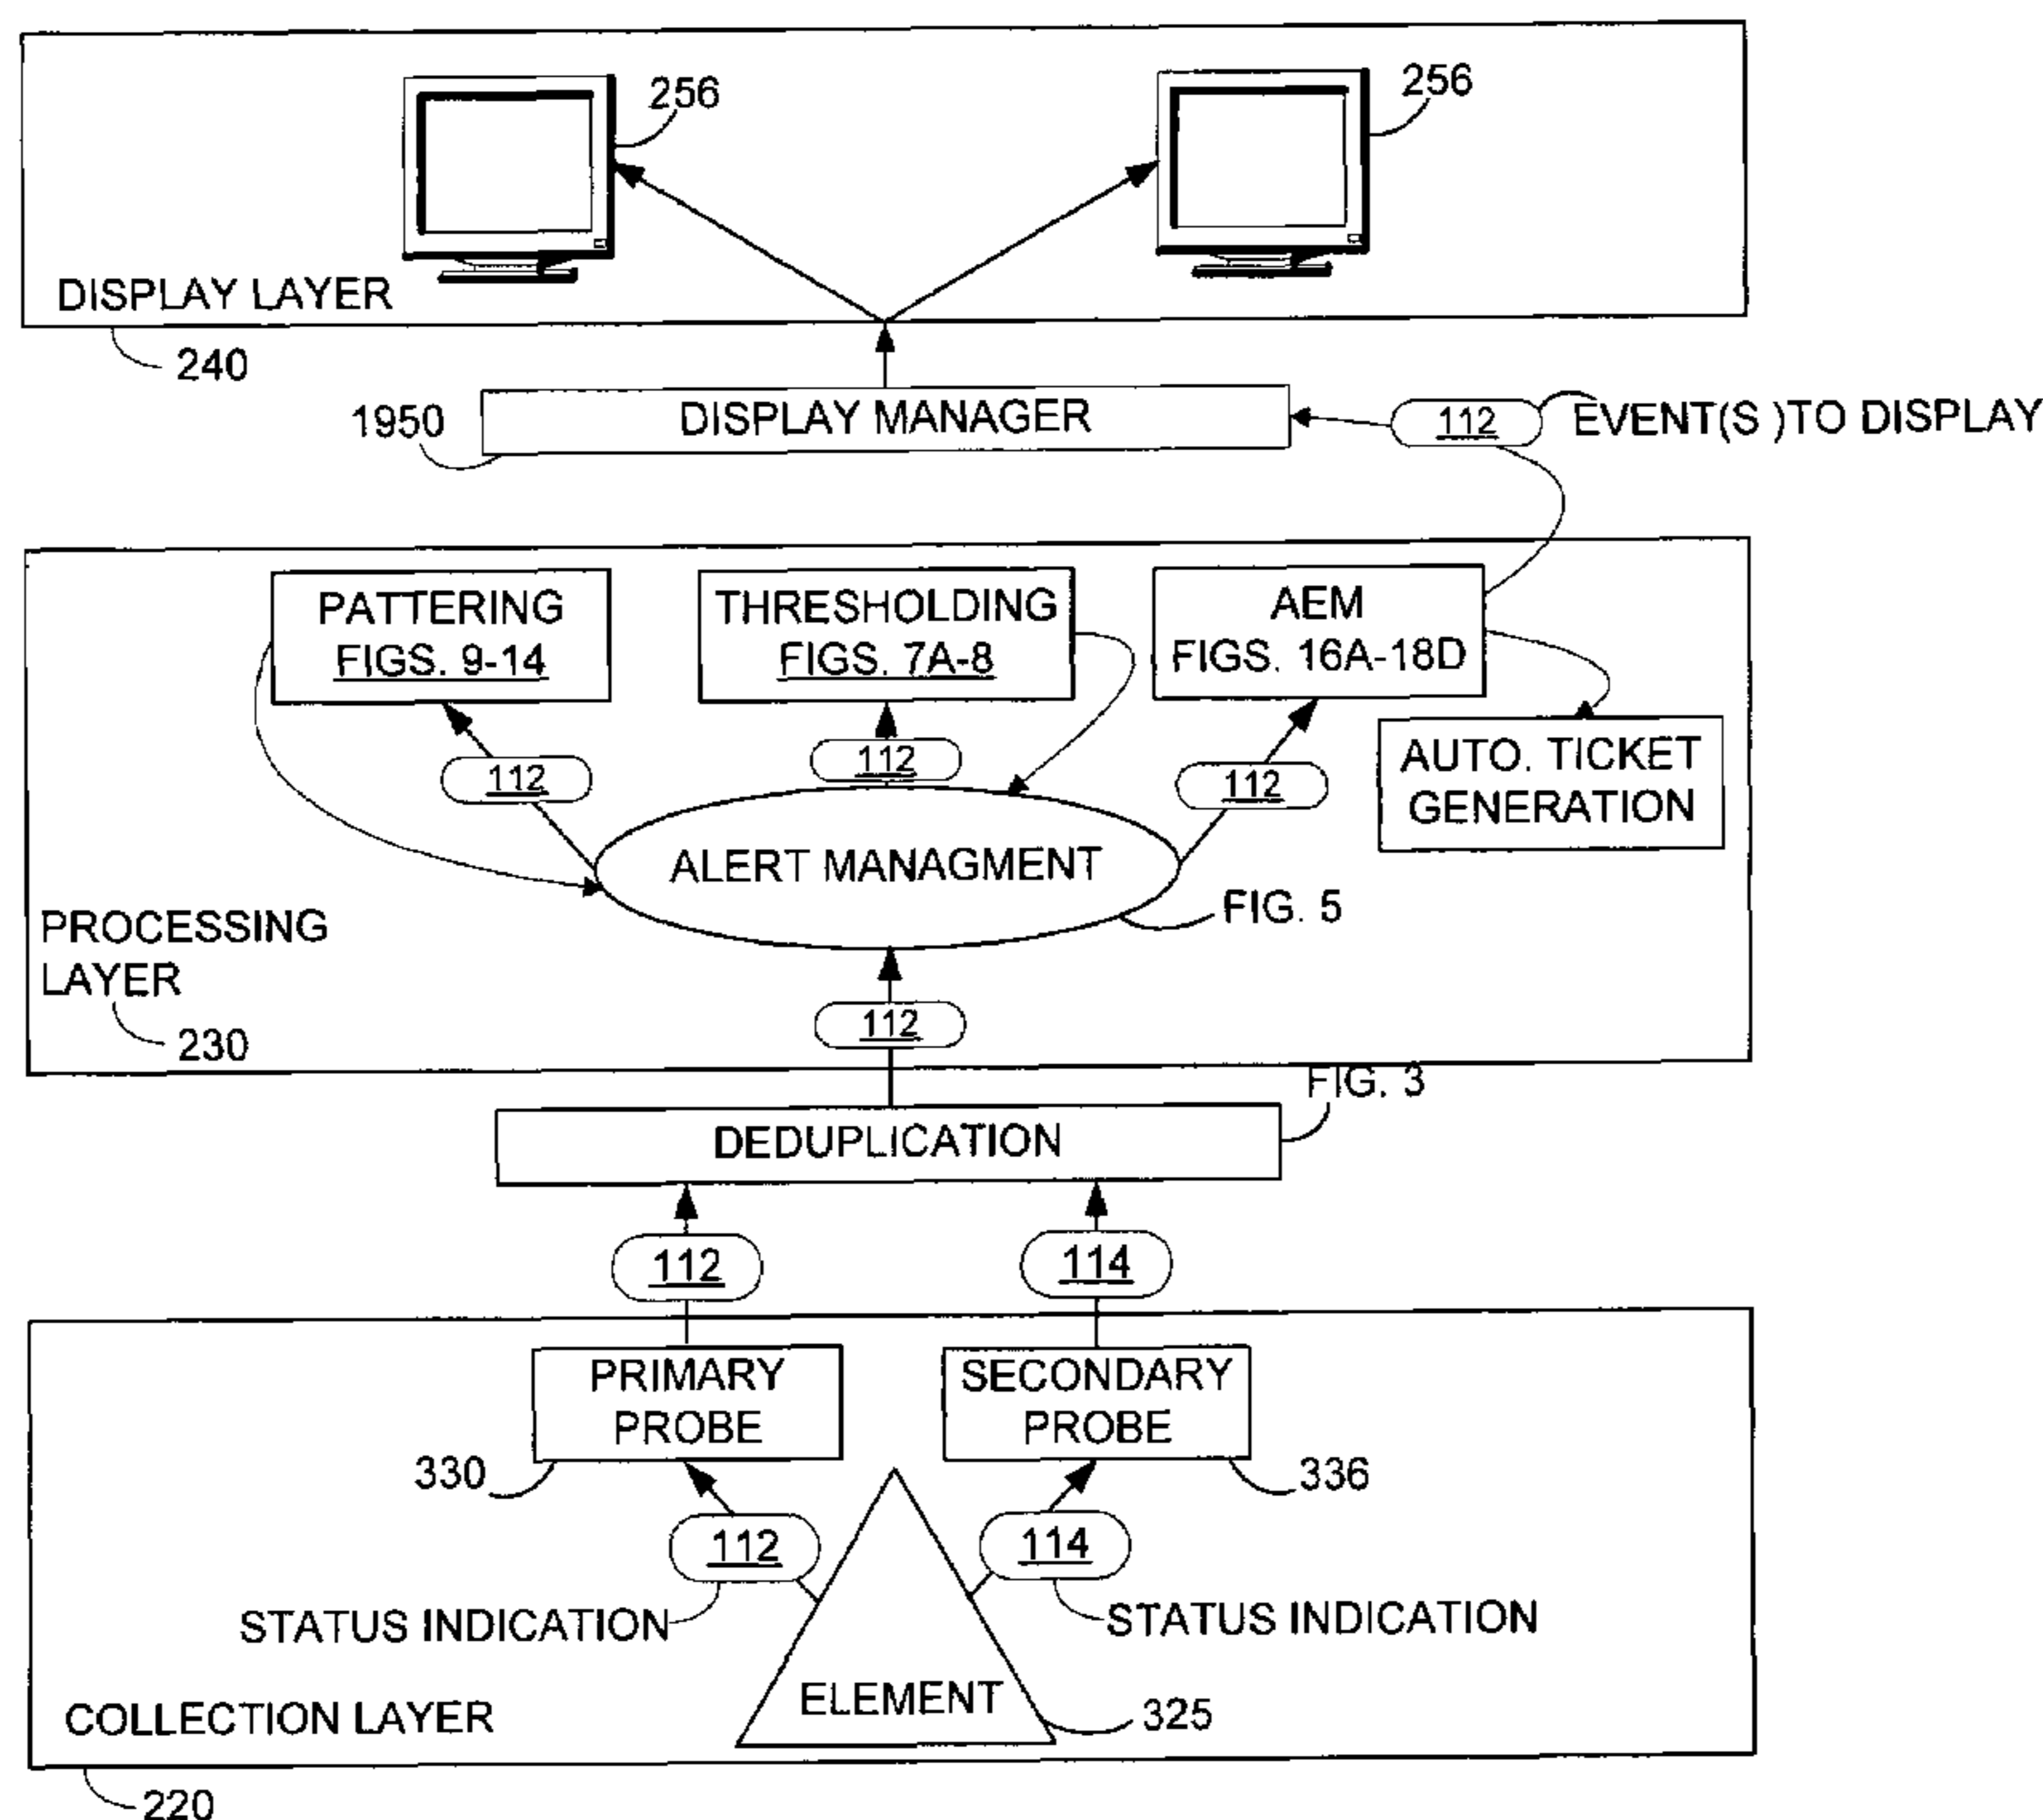 256
256
DISPLAY LAYER
240
1950
DISPLAY MANAGER
112
EVENT(S )TO DISPLAY
PATTERING
FIGS. 9-14
THRESHOLDING
FIGS. 7A-8
AEM
FIGS. 16A-18D
112
112
112
AUTO. TICKET
GENERATION
ALERT MANAGMENT
FIG. 5
PROCESSING
LAYER
230
112
FIG. 3
DEDUPLICATION
112
114
PRIMARY
PROBE
SECONDARY
PROBE
330
336
112
114
STATUS INDICATION
STATUS INDICATION
ELEMENT
325
COLLECTION LAYER
220